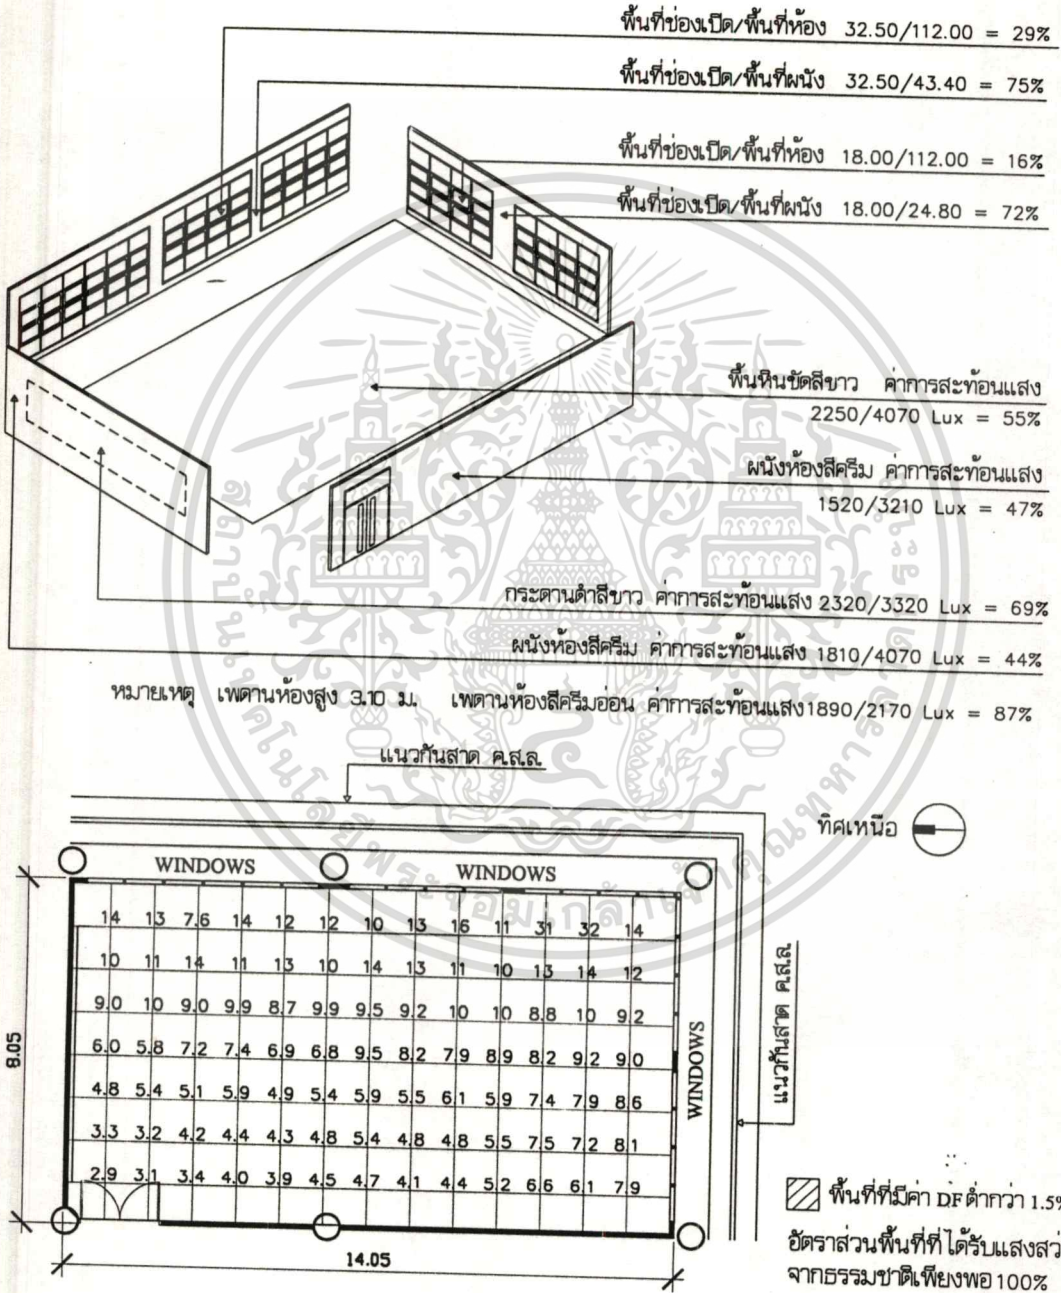 พื้นที่ช่องเปิด/พื้นที่ห้อง 32.50/112.00 = 29%
พื้นที่ช่องเปิด/พื้นที่ผนัง 32.50/43.40 = 75%
พื้นที่ช่องเปิด/พื้นที่ห้อง 18.00/112.00 = 16%
พื้นที่ช่องเปิด/พื้นที่ผนัง 18.00/24.80 = 72%
พื้นหินขัดสีขาว ค่าการสะท้อนแสง
2250/4070 Lux = 55%
ผนังห้องสีครีม ค่าการสะท้อนแสง
1520/3210 Lux = 47%
กระดานดำสีขาว ค่าการสะท้อนแสง 2320/3320 Lux = 69%
ผนังห้องสีครีม ค่าการสะท้อนแสง 1810/4070 Lux = 44%
หมายเหตุ เพดานห้องสูง 3.10 ม. เพดานห้องสีครีมอ่อน ค่าการสะท้อนแสง1890/2170 Lux = 87%
แนวกันสาด ค.ส.ล.
ทิศเหนือ
WINDOWS WINDOWS
14 13 7.6 14 12 12 10 13 16 11 31 32 14
10 11 14 11 13 10 14 13 11 10 13 14 12
9.0 10 9.0 9.9 8.7 9.9 9.5 9.2 10 10 8.8 10 9.2
6.0 5.8 7.2 7.4 6.9 6.8 9.5 8.2 7.9 8.9 8.2 9.2 9.0
4.8 5.4 5.1 5.9 4.9 5.4 5.9 5.5 6.1 5.9 7.4 7.9 8.6
3.3 3.2 4.2 4.4 4.3 4.8 5.4 4.8 4.8 5.5 7.5 7.2 8.1
2.9 3.1 3.4 4.0 3.9 4.5 4.7 4.1 4.4 5.2 6.6 6.1 7.9
8.05
WINDOWS
แนวกันสาด ค.ส.ล.
14.05
พื้นที่ที่มีค่า DF ต่ำกว่า 1.5%
อัตราส่วนพื้นที่ที่ได้รับแสงสว่
จากธรรมชาติเพียงพอ 100%